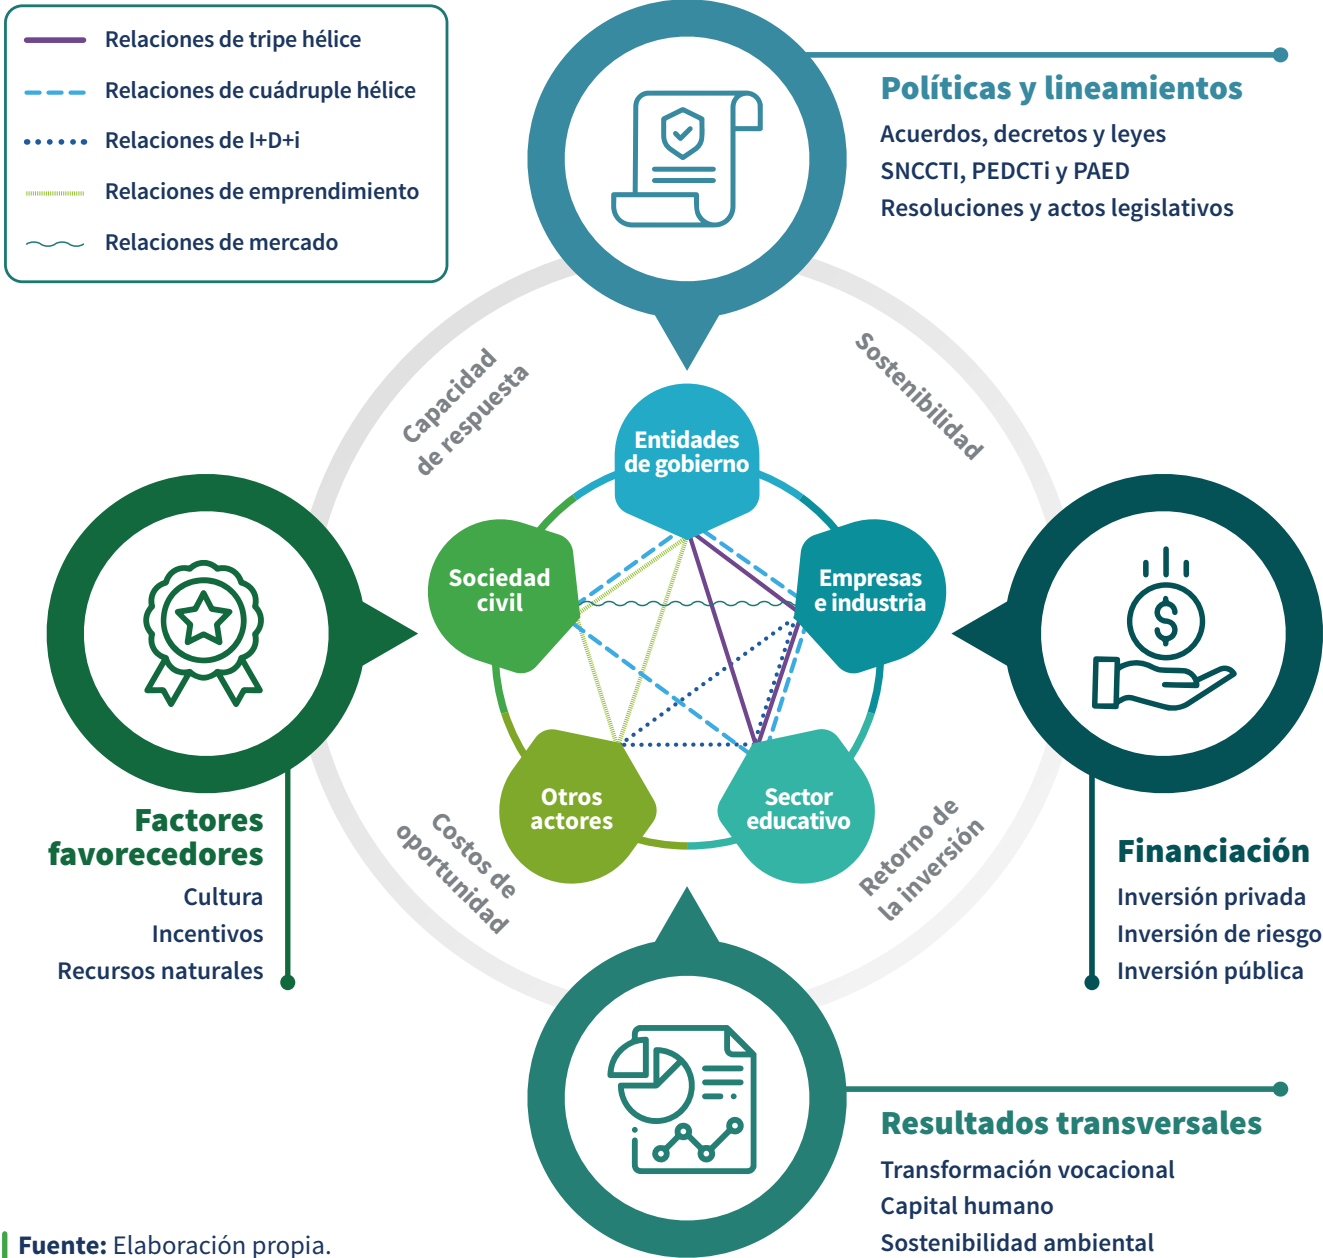 Relaciones de tripe hélice
Relaciones de cuádruple hélice
Relaciones de I+D+i
Relaciones de emprendimiento
Relaciones de mercado
Políticas y lineamientos
Acuerdos, decretos y leyes
SNCCTI, PEDCTi y PAED
Resoluciones y actos legislativos
Capacidad
de respuesta
Sostenibilidad
Entidades
de gobierno
Sociedad
civil
Empresas
e industria
Otros
actores
Sector
educativo
Factores
favorecedores
Cultura
Incentivos
Recursos naturales
Costos de
oportunidad
Retorno de
la inversión
Financiación
Inversión privada
Inversión de riesgo
Inversión pública
Resultados transversales
Transformación vocacional
Capital humano
Sostenibilidad ambiental
Fuente: Elaboración propia.